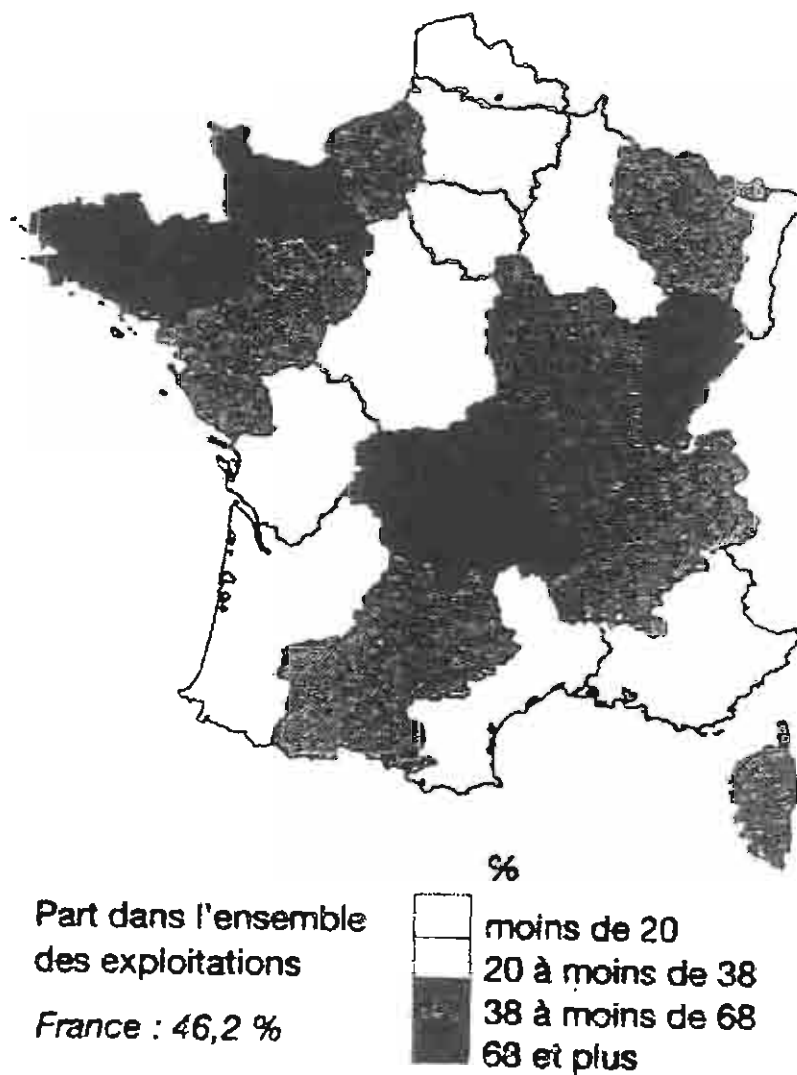 %
Part dans l'ensemble
des exploitations
France : 46,2 %
moins de 20
20 à moins de 38
38 à moins de 68
68 et plus